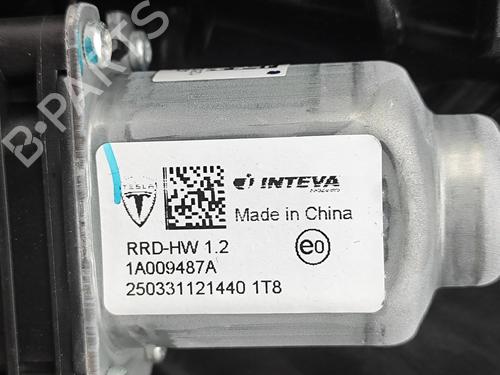 B-PARTS
TESLA
INTEVA
Made in China
RRD-HW 1.2
e0
1A009487A
250331121440 1T8